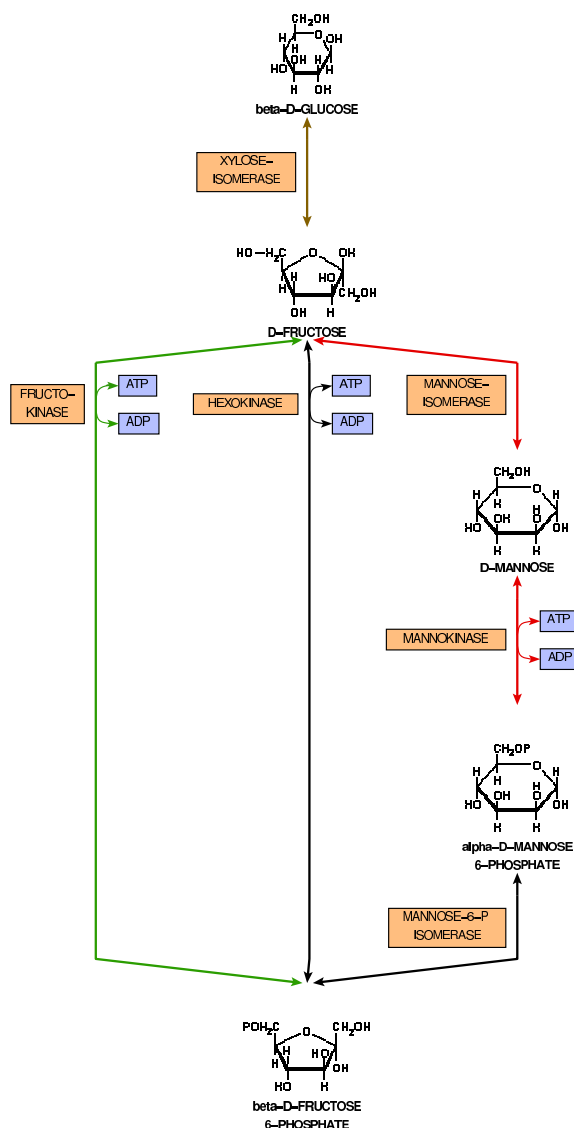 CH₂OH
H
O
OH
H
OH
H
HO
H
H
OH
beta–D–GLUCOSE
XYLOSE–
ISOMERASE
HO—H₂C
O
OH
H
HO
H
H
CH₂OH
OH
H
D–FRUCTOSE
FRUCTO–
KINASE
ATP
ADP
HEXOKINASE
ATP
ADP
MANNOSE–
ISOMERASE
CH₂OH
H
O
H
H
OH
H
OH
HO
OH
H
H
D–MANNOSE
MANNOKINASE
ATP
ADP
CH₂OP
H
O
H
H
OH
H
OH
HO
OH
H
H
alpha–D–MANNOSE
6–PHOSPHATE
MANNOSE–6–P
ISOMERASE
POH₂C
O
CH₂OH
H
HO
H
OH
HO
H
beta–D–FRUCTOSE
6–PHOSPHATE